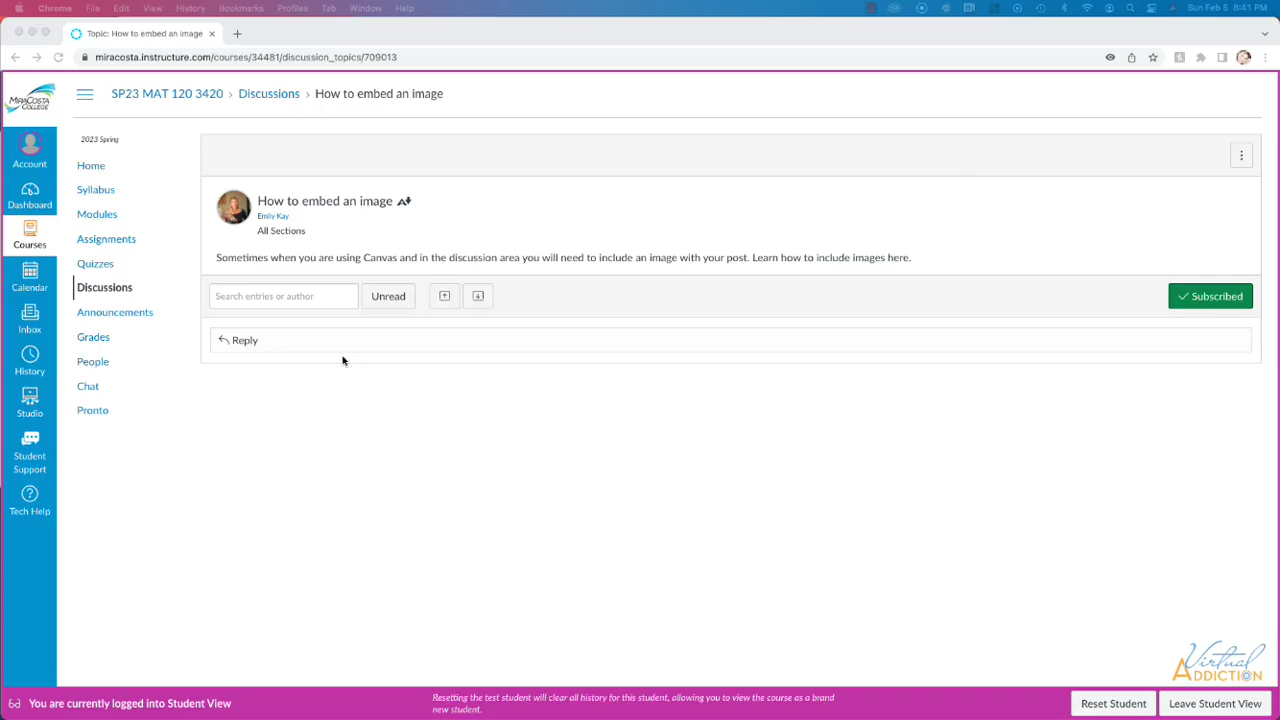 Chrome File Edit View History Bookmarks Profiles Tab Window Help Sun Feb 5 8:41 PM
Topic: How to embed an image
miracosta.instructure.com/courses/34481/discussion_topics/709013
MIRACOSTA COLLEGE
SP23 MAT 120 3420 › Discussions › How to embed an image
2023 Spring
Account
Dashboard
Courses
Calendar
Inbox
History
Studio
Student
Support
Tech Help
Home
Syllabus
Modules
Assignments
Quizzes
Discussions
Announcements
Grades
People
Chat
Pronto
How to embed an image
Emily Kay
All Sections
Sometimes when you are using Canvas and in the discussion area you will need to include an image with your post. Learn how to include images here.
Search entries or author
Unread
Subscribed
Reply
Virtual
ADDICTION
You are currently logged into Student View
Resetting the test student will clear all history for this student, allowing you to view the course as a brand
new student.
Reset Student
Leave Student View